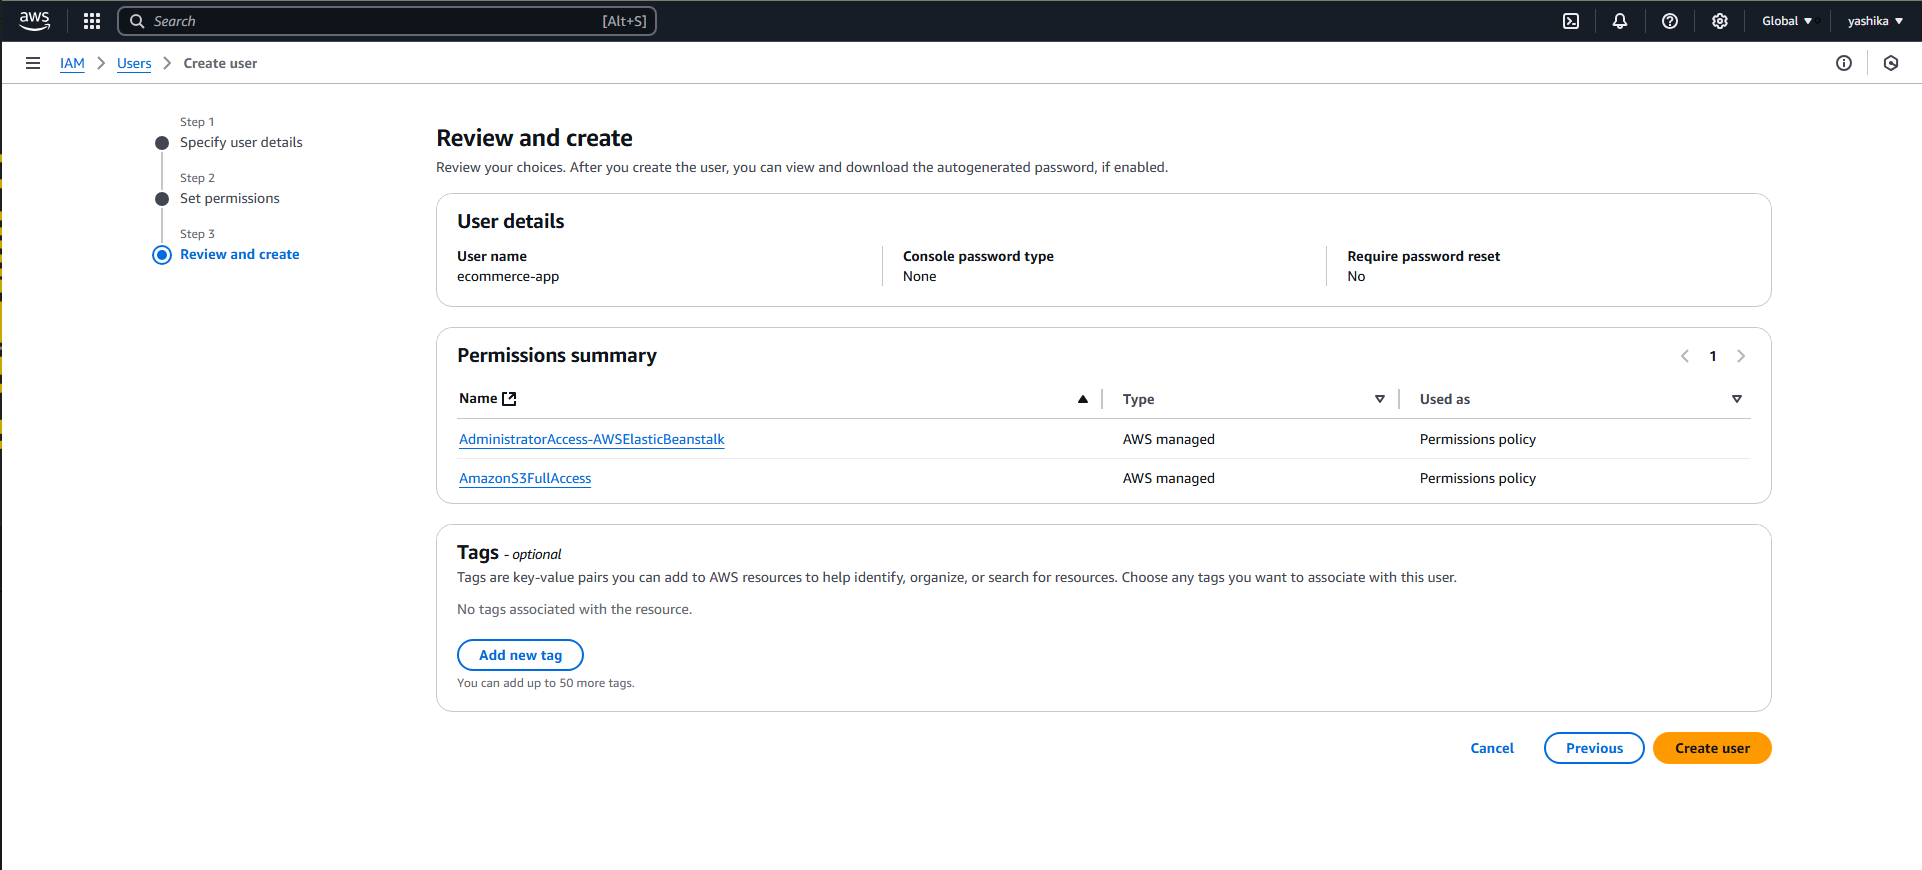 aws
Search [Alt+S]
Global
yashika
IAM
Users
Create user
Step 1
Specify user details
Step 2
Set permissions
Step 3
Review and create
Review and create
Review your choices. After you create the user, you can view and download the autogenerated password, if enabled.
User details
User name
ecommerce-app
Console password type
None
Require password reset
No
Permissions summary
1
Name Type Used as
AdministratorAccess-AWSElasticBeanstalk AWS managed Permissions policy
AmazonS3FullAccess AWS managed Permissions policy
Tags - optional
Tags are key-value pairs you can add to AWS resources to help identify, organize, or search for resources. Choose any tags you want to associate with this user.
No tags associated with the resource.
Add new tag
You can add up to 50 more tags.
Cancel
Previous
Create user